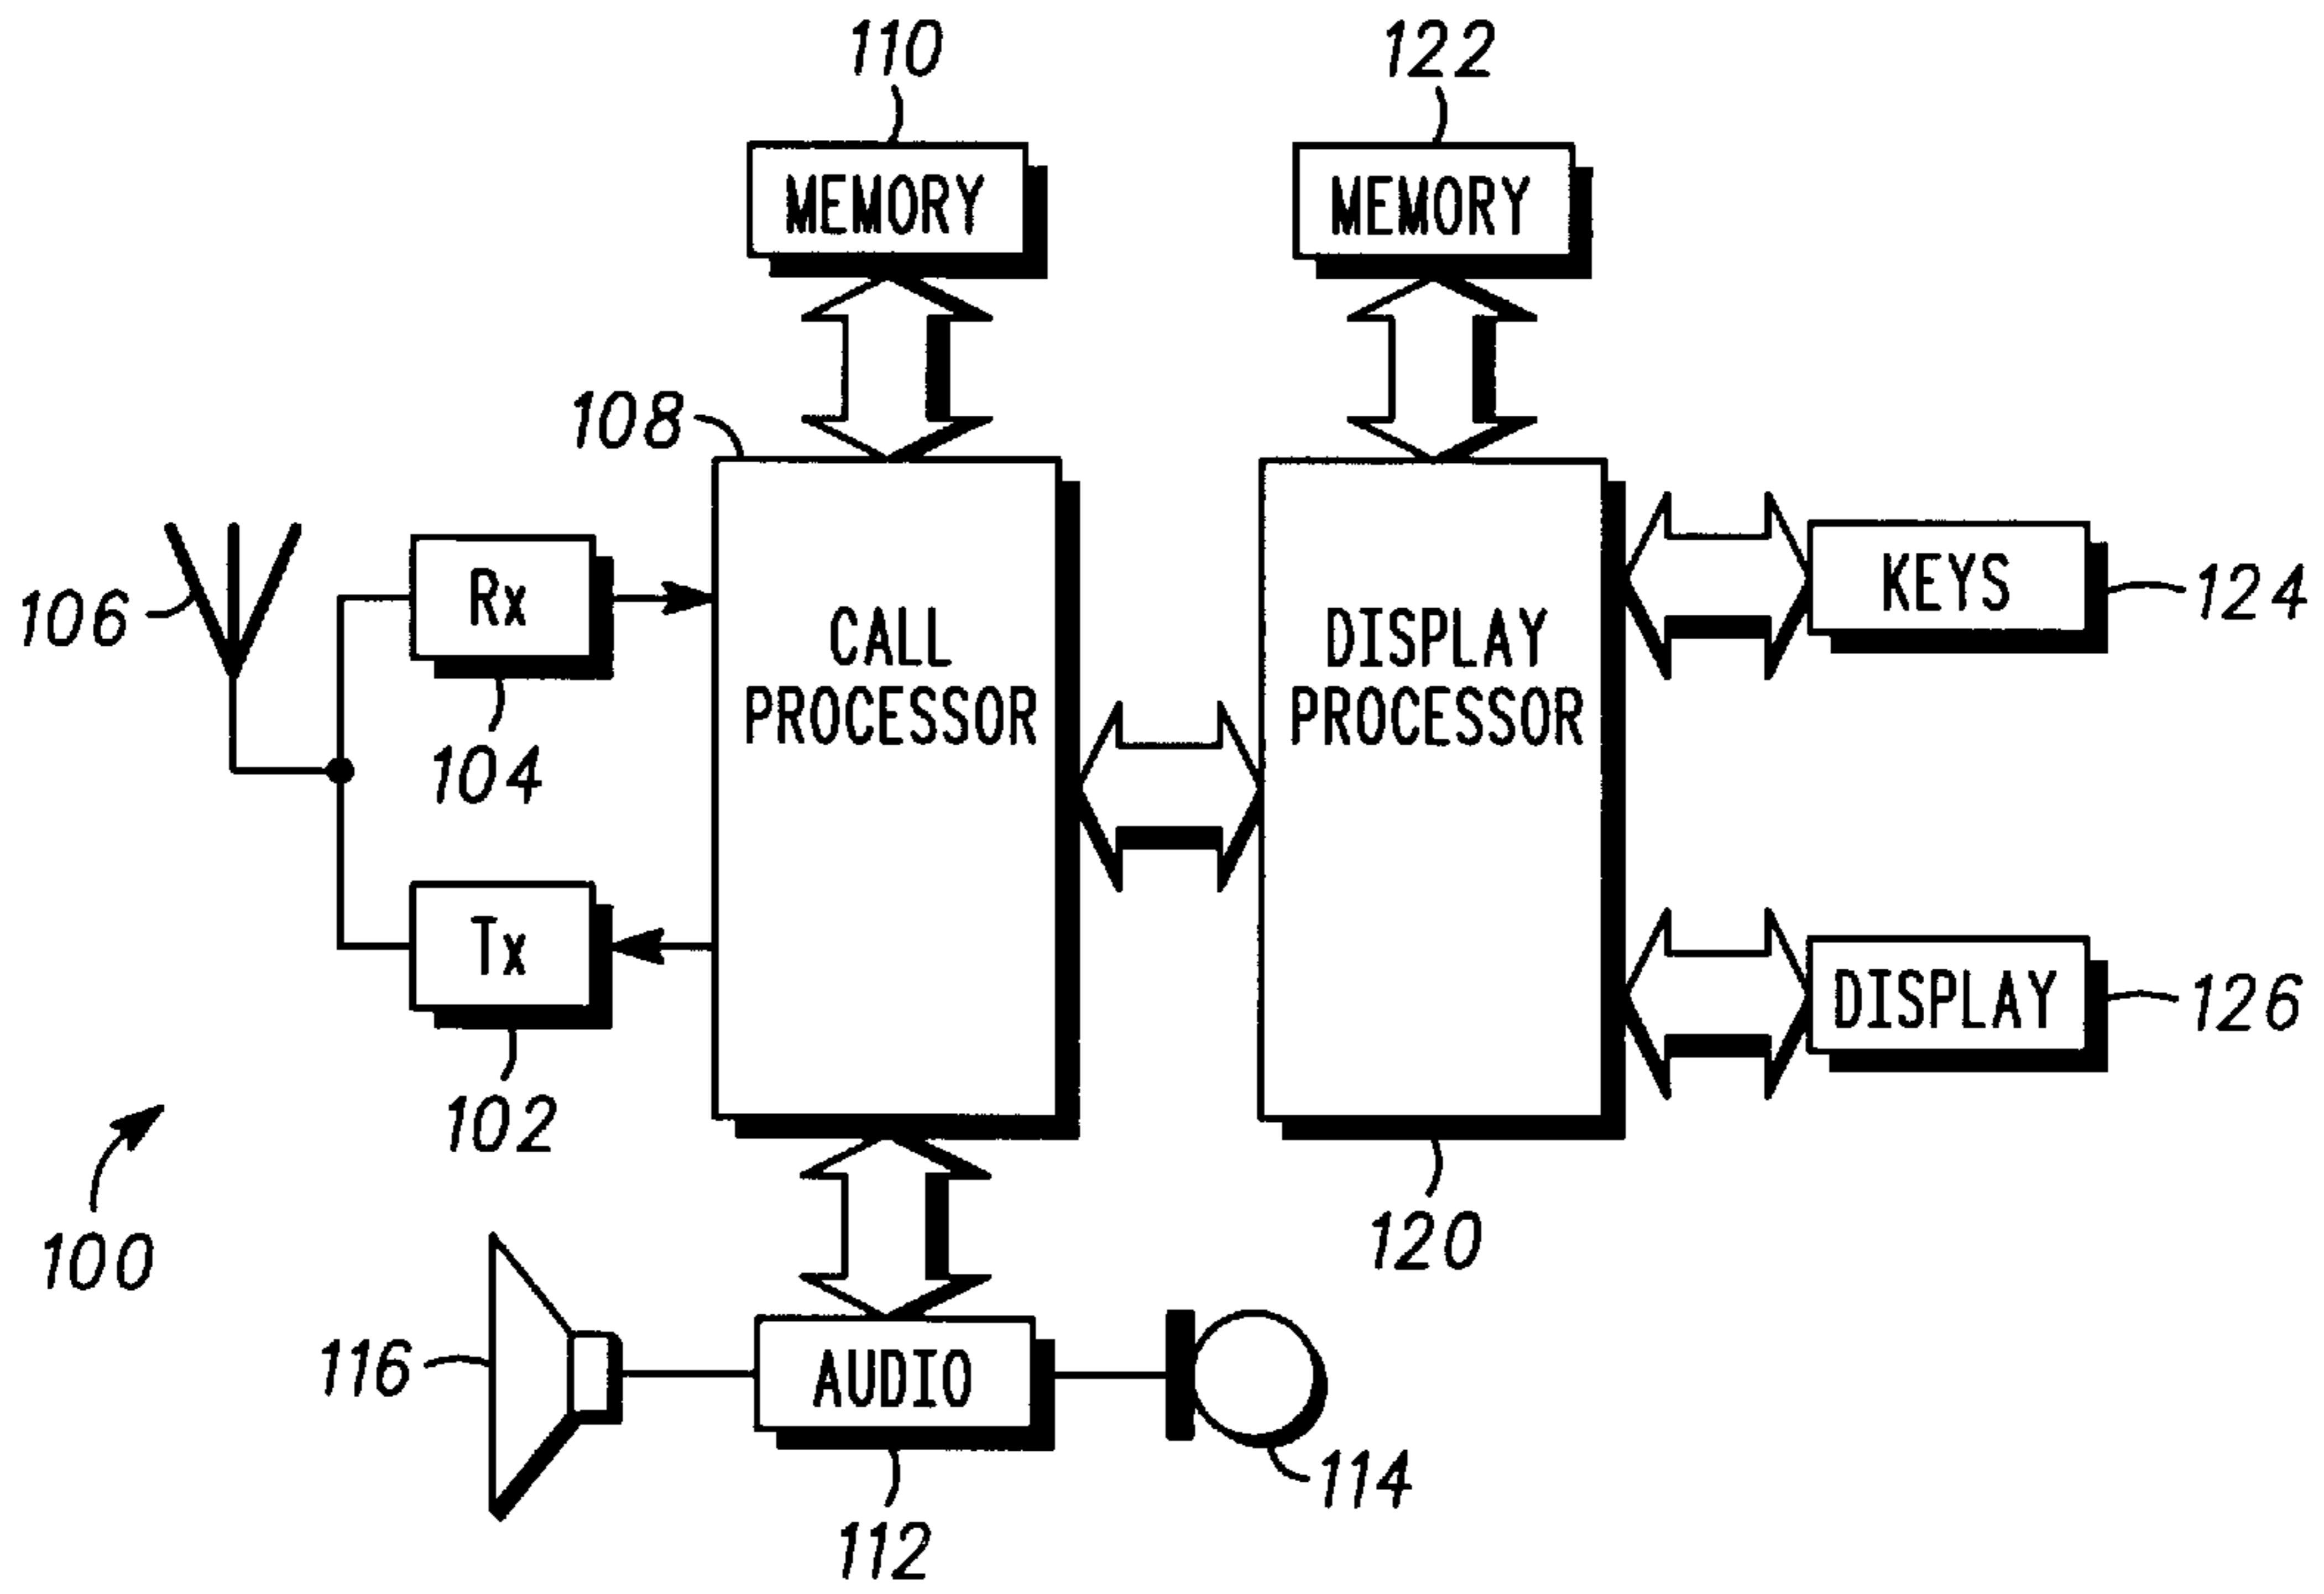 110
122
MEMORY
MEMORY
108
106
Rx
CALL
PROCESSOR
DISPLAY
PROCESSOR
KEYS
124
104
Tx
DISPLAY
126
102
100
120
116
AUDIO
114
112